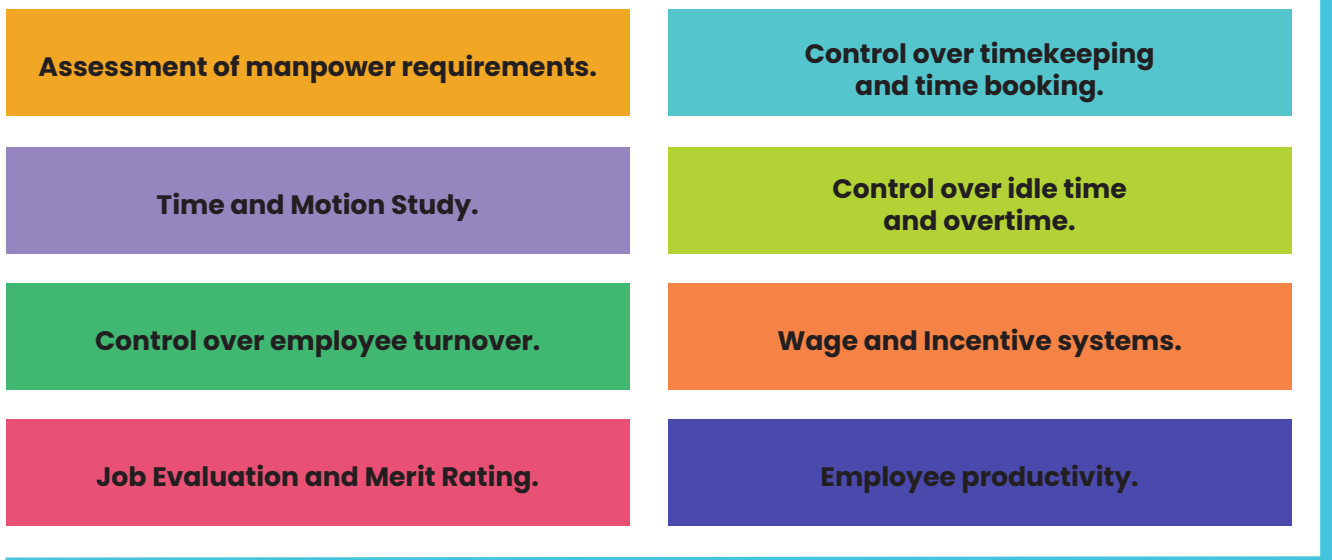 Assessment of manpower requirements.
Control over timekeeping
and time booking.
Time and Motion Study.
Control over idle time
and overtime.
Control over employee turnover.
Wage and Incentive systems.
Job Evaluation and Merit Rating.
Employee productivity.